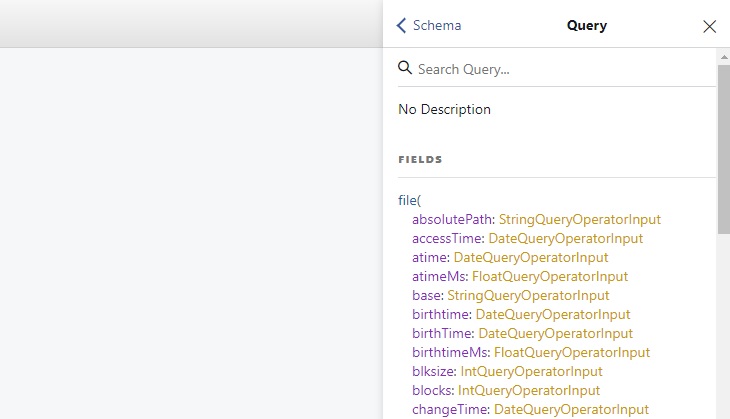 Schema
Query
Search Query...
No Description
FIELDS
file(
absolutePath: StringQueryOperatorInput
accessTime: DateQueryOperatorInput
atime: DateQueryOperatorInput
atimeMs: FloatQueryOperatorInput
base: StringQueryOperatorInput
birthtime: DateQueryOperatorInput
birthTime: DateQueryOperatorInput
birthtimeMs: FloatQueryOperatorInput
blksize: IntQueryOperatorInput
blocks: IntQueryOperatorInput
changeTime: DateQueryOperatorInput